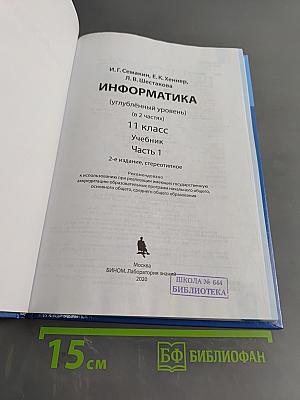 И. Г. Семакин, Е. К. Хеннер,
Л. В. Шестакова
ИНФОРМАТИКА
(углублённый уровень)
(в 2 частях)
11 класс
Учебник
Часть 1
2-е издание, стереотипное
Рекомендовано
к использованию при реализации имеющих государственную
аккредитацию образовательных программ начального общего,
основного общего, среднего общего образования
Москва
БИНОМ. Лаборатория знаний
2020
ШКОЛА № 644
БИБЛИОТЕКА
15 см
БФ БИБЛИОФАН